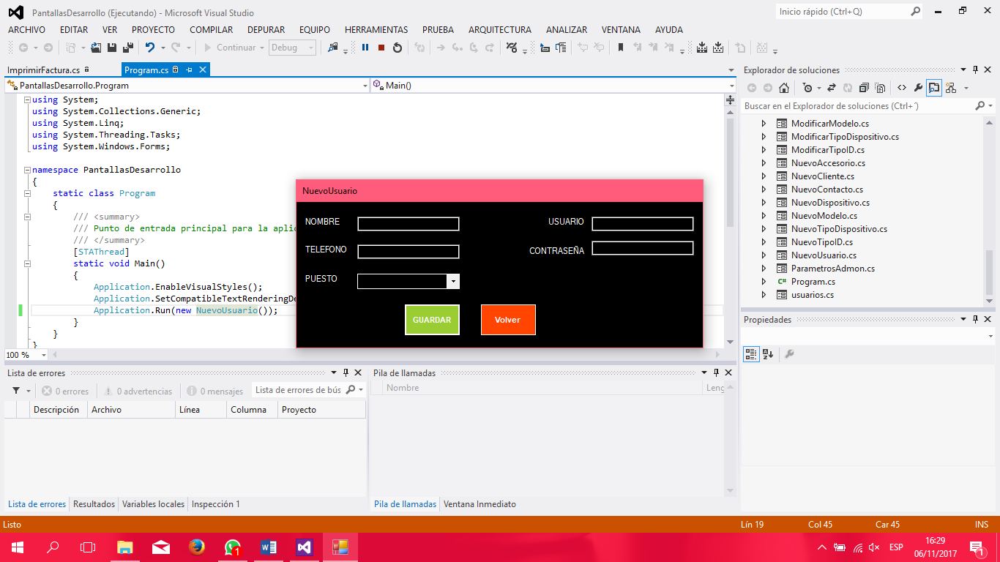 PantallasDesarrollo (Ejecutando) - Microsoft Visual Studio
Inicio rápido (Ctrl+Q)
ARCHIVO EDITAR VER PROYECTO COMPILAR DEPURAR EQUIPO HERRAMIENTAS PRUEBA ARQUITECTURA ANALIZAR VENTANA AYUDA
Continuar Debug
ImprimirFactura.cs Program.cs
PantallasDesarrollo.Program Main()
using System;
using System.Collections.Generic;
using System.Linq;
using System.Threading.Tasks;
using System.Windows.Forms;
namespace PantallasDesarrollo
{
static class Program
{
/// <summary>
/// Punto de entrada principal para la aplic
/// </summary>
[STAThread]
static void Main()
{
Application.EnableVisualStyles();
Application.SetCompatibleTextRenderingDe
Application.Run(new NuevoUsuario());
}
}
}
100 %
NuevoUsuario
NOMBRE USUARIO
TELEFONO CONTRASEÑA
PUESTO
GUARDAR Volver
Explorador de soluciones
Buscar en el Explorador de soluciones (Ctrl+´)
ModificarModelo.cs
ModificarTipoDispositivo.cs
ModificarTipoID.cs
NuevoAccesorio.cs
NuevoCliente.cs
NuevoContacto.cs
NuevoDispositivo.cs
NuevoModelo.cs
NuevoTipoDispositivo.cs
NuevoTipoID.cs
NuevoUsuario.cs
ParametrosAdmon.cs
C# Program.cs
usuarios.cs
Propiedades
Lista de errores
0 errores 0 advertencias 0 mensajes Lista de errores de bús
Descripción Archivo Línea Columna Proyecto
Lista de errores Resultados Variables locales Inspección 1
Pila de llamadas
Nombre Leng
Pila de llamadas Ventana Inmediato
Listo Lín 19 Col 45 Car 45 INS
1
ESP 16:29
06/11/2017
1